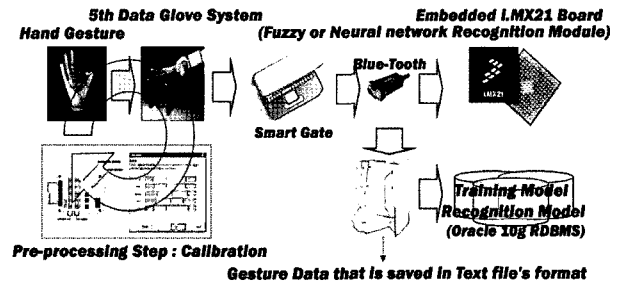 5th Data Glove System
Embedded i.MX21 Board
Hand Gesture
(Fuzzy or Neural network Recognition Module)
Blue-Tooth
i.MX21
Smart Gate
Training Model
Recognition Model
(Oracle 10g RDBMS)
Pre-processing Step : Calibration
Gesture Data that is saved in Text file's format